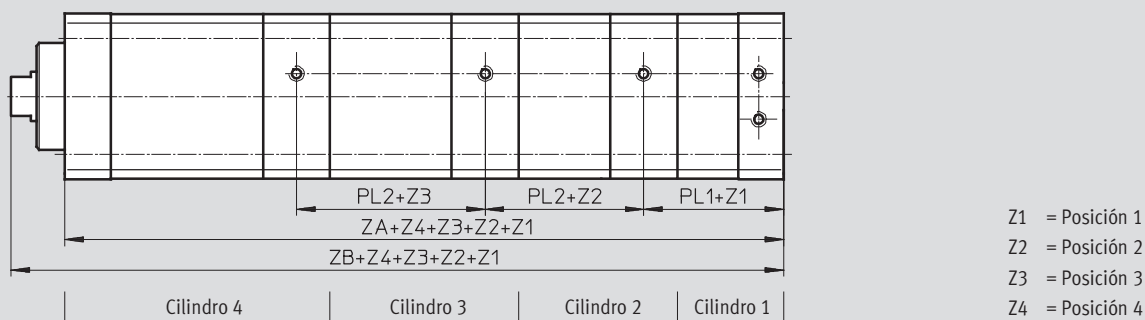 PL2+Z3
PL2+Z2
PL1+Z1
ZA+Z4+Z3+Z2+Z1
ZB+Z4+Z3+Z2+Z1
Cilindro 4
Cilindro 3
Cilindro 2
Cilindro 1
Z1 = Posición 1
Z2 = Posición 2
Z3 = Posición 3
Z4 = Posición 4